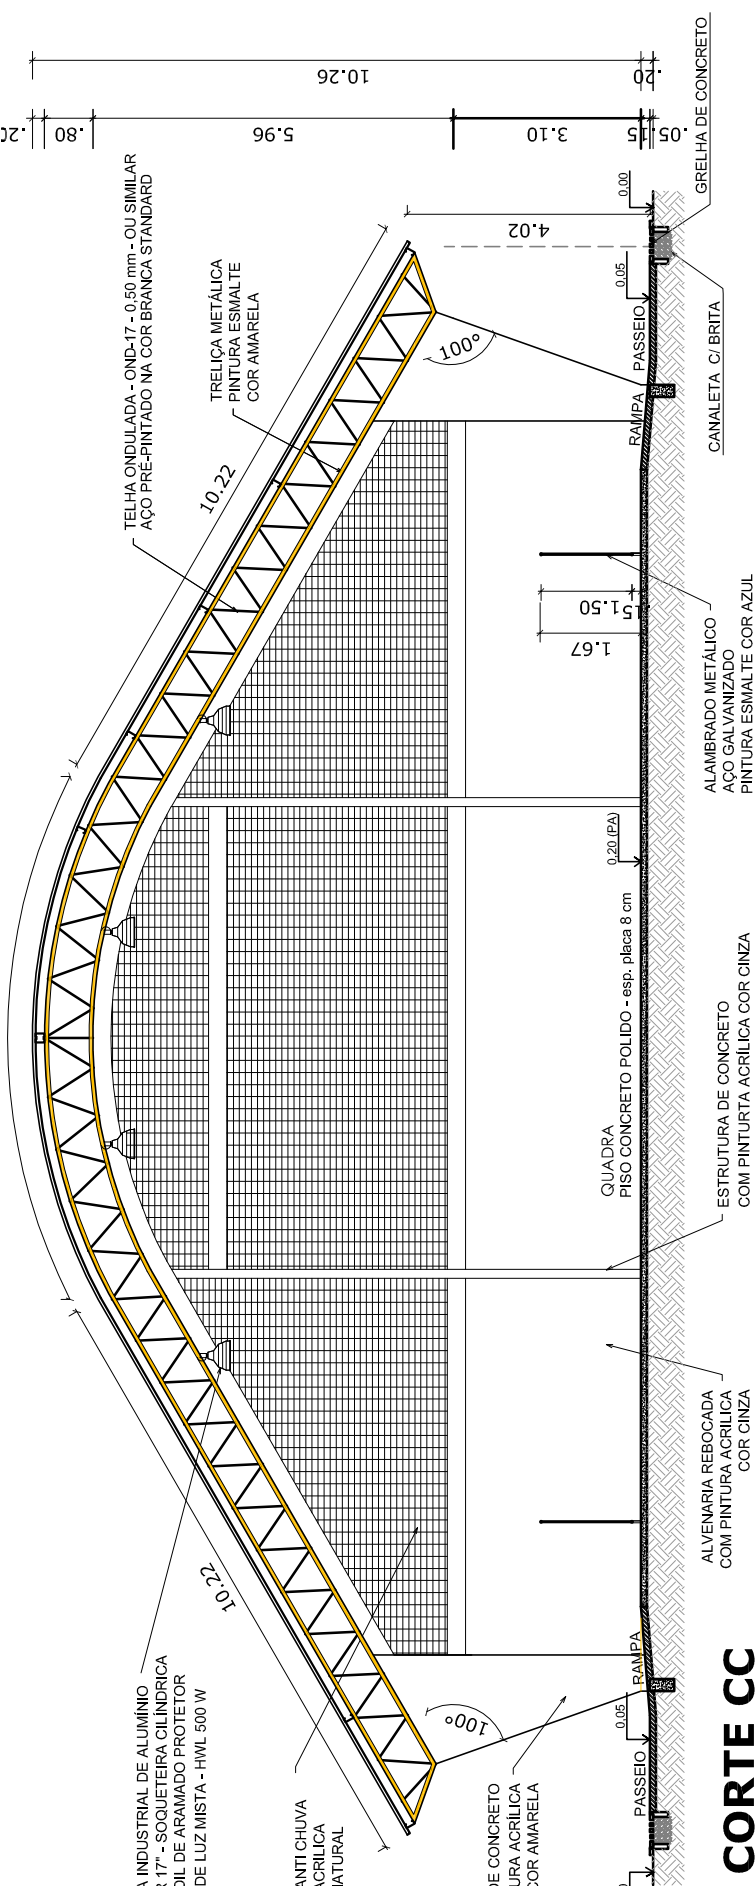 10.26
.20
.20
.80
5.96
3.10
.05
.15
TELHA ONDULADA - OND-17 - 0,50 mm - OU SIMILAR
AÇO PRÉ-PINTADO NA COR BRANCA STANDARD
TRELIÇA METÁLICA
PINTURA ESMALTE
COR AMARELA
10.22
10.22
4.02
0,00
GRELHA DE CONCRETO
0,05
PASSEIO
CANALETA C/ BRITA
100°
RAMPA
1.50
.15
1.67
ALAMBRADO METÁLICO
AÇO GALVANIZADO
PINTURA ESMALTE COR AZUL
0,20 (PA)
QUADRA
PISO CONCRETO POLIDO - esp. placa 8 cm
ESTRUTURA DE CONCRETO
COM PINTURTA ACRÍLICA COR CINZA
ALVENARIA REBOCADA
COM PINTURA ACRILICA
COR CINZA
A INDUSTRIAL DE ALUMÍNIO
R 17" - SOQUETEIRA CILÍNDRICA
OIL DE ARAMADO PROTETOR
DE LUZ MISTA - HWL 500 W
ANTI CHUVA
ACRILICA
NATURAL
DE CONCRETO
URA ACRÍLICA
COR AMARELA
100°
RAMPA
0,05
PASSEIO
CORTE CC